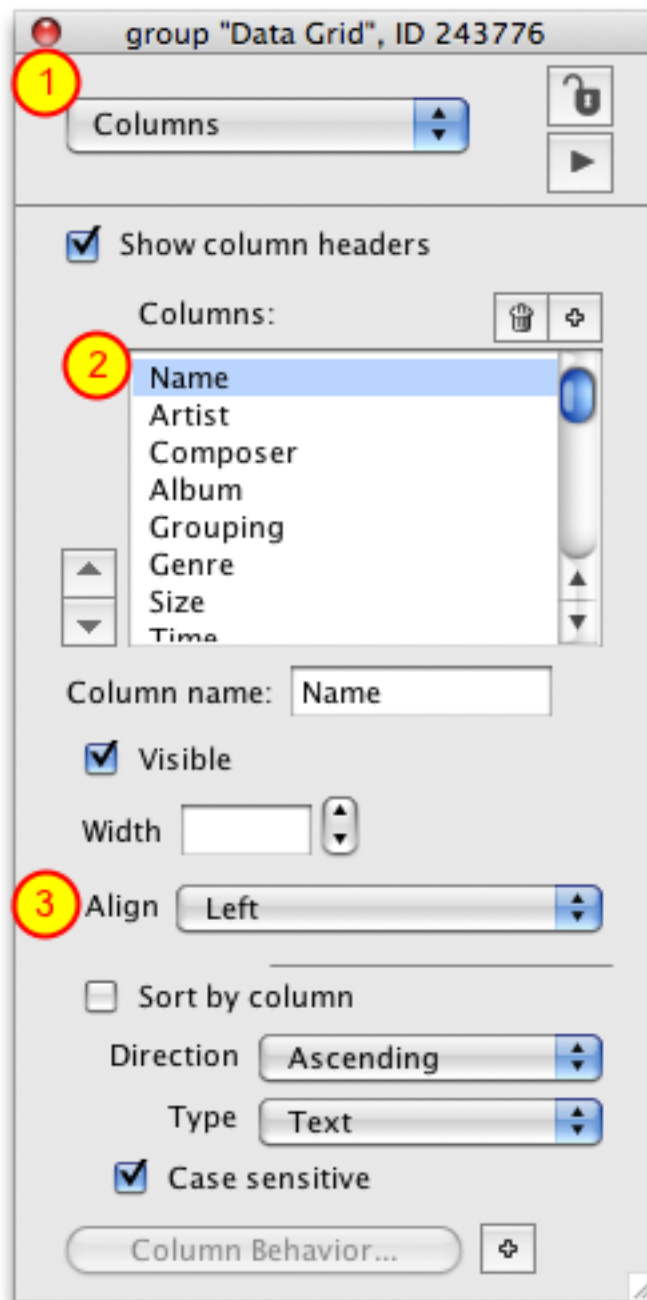 group "Data Grid", ID 243776
1
Columns
Show column headers
Columns:
2
Name
Artist
Composer
Album
Grouping
Genre
Size
Time
Column name: Name
Visible
Width
3
Align Left
Sort by column
Direction Ascending
Type Text
Case sensitive
Column Behavior...